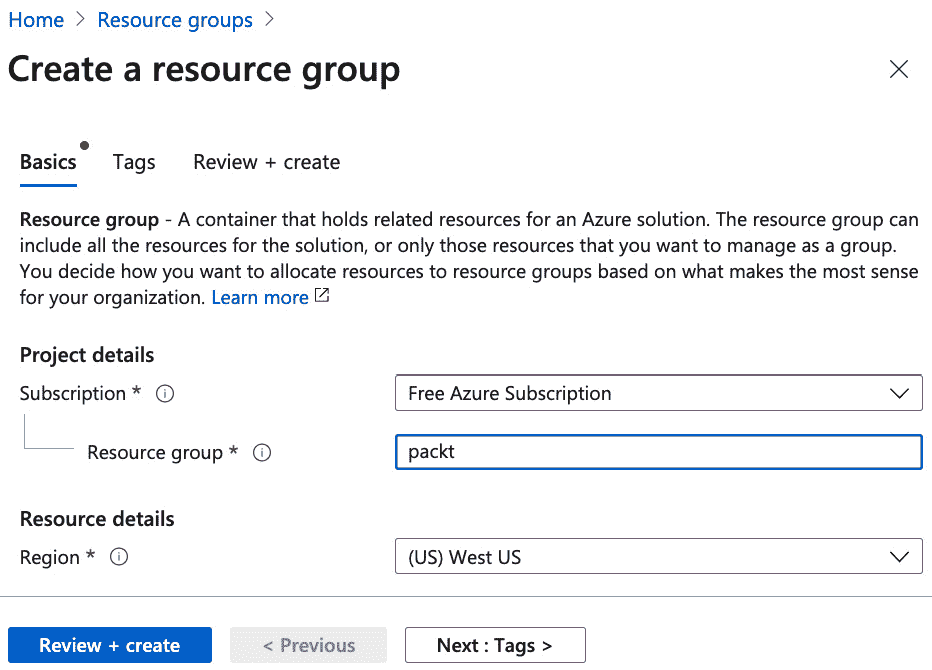 Home > Resource groups >
Create a resource group
Basics Tags Review + create
Resource group - A container that holds related resources for an Azure solution. The resource group can
include all the resources for the solution, or only those resources that you want to manage as a group.
You decide how you want to allocate resources to resource groups based on what makes the most sense
for your organization. Learn more
Project details
Subscription * Free Azure Subscription
Resource group * packt
Resource details
Region * (US) West US
Review + create < Previous Next : Tags >